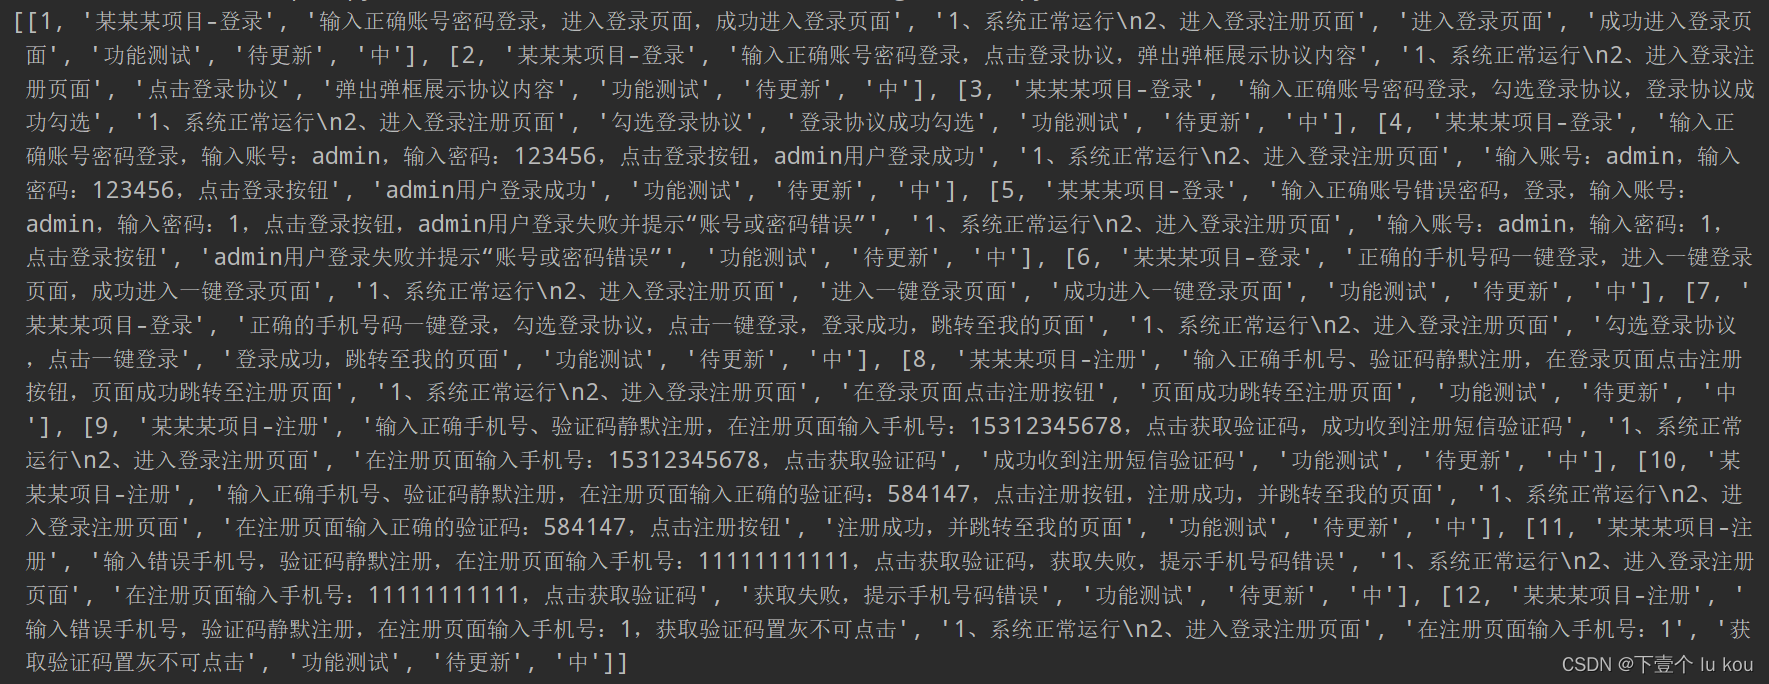 [[1, '某某某项目-登录', '输入正确账号密码登录，进入登录页面，成功进入登录页面', '1、系统正常运行\n2、进入登录注册页面', '进入登录页面', '成功进入登录页
面', '功能测试', '待更新', '中'], [2, '某某某项目-登录', '输入正确账号密码登录，点击登录协议，弹出弹框展示协议内容', '1、系统正常运行\n2、进入登录注
册页面', '点击登录协议', '弹出弹框展示协议内容', '功能测试', '待更新', '中'], [3, '某某某项目-登录', '输入正确账号密码登录，勾选登录协议，登录协议成
功勾选', '1、系统正常运行\n2、进入登录注册页面', '勾选登录协议', '登录协议成功勾选', '功能测试', '待更新', '中'], [4, '某某某项目-登录', '输入正
确账号密码登录，输入账号：admin，输入密码：123456，点击登录按钮，admin用户登录成功', '1、系统正常运行\n2、进入登录注册页面', '输入账号：admin，输入
密码：123456，点击登录按钮', 'admin用户登录成功', '功能测试', '待更新', '中'], [5, '某某某项目-登录', '输入正确账号错误密码，登录，输入账号：
admin，输入密码：1，点击登录按钮，admin用户登录失败并提示“账号或密码错误”', '1、系统正常运行\n2、进入登录注册页面', '输入账号：admin，输入密码：1，
点击登录按钮', 'admin用户登录失败并提示“账号或密码错误”', '功能测试', '待更新', '中'], [6, '某某某项目-登录', '正确的手机号码一键登录，进入一键登录
页面，成功进入一键登录页面', '1、系统正常运行\n2、进入登录注册页面', '进入一键登录页面', '成功进入一键登录页面', '功能测试', '待更新', '中'], [7, '
某某某项目-登录', '正确的手机号码一键登录，勾选登录协议，点击一键登录，登录成功，跳转至我的页面', '1、系统正常运行\n2、进入登录注册页面', '勾选登录协议
，点击一键登录', '登录成功，跳转至我的页面', '功能测试', '待更新', '中'], [8, '某某某项目-注册', '输入正确手机号、验证码静默注册，在登录页面点击注册
按钮，页面成功跳转至注册页面', '1、系统正常运行\n2、进入登录注册页面', '在登录页面点击注册按钮', '页面成功跳转至注册页面', '功能测试', '待更新', '中
'], [9, '某某某项目-注册', '输入正确手机号、验证码静默注册，在注册页面输入手机号：15312345678，点击获取验证码，成功收到注册短信验证码', '1、系统正常
运行\n2、进入登录注册页面', '在注册页面输入手机号：15312345678，点击获取验证码', '成功收到注册短信验证码', '功能测试', '待更新', '中'], [10, '某
某某项目-注册', '输入正确手机号、验证码静默注册，在注册页面输入正确的验证码：584147，点击注册按钮，注册成功，并跳转至我的页面', '1、系统正常运行\n2、进
入登录注册页面', '在注册页面输入正确的验证码：584147，点击注册按钮', '注册成功，并跳转至我的页面', '功能测试', '待更新', '中'], [11, '某某某项目-注
册', '输入错误手机号，验证码静默注册，在注册页面输入手机号：11111111111，点击获取验证码，获取失败，提示手机号码错误', '1、系统正常运行\n2、进入登录注册
页面', '在注册页面输入手机号：11111111111，点击获取验证码', '获取失败，提示手机号码错误', '功能测试', '待更新', '中'], [12, '某某某项目-注册', '
输入错误手机号，验证码静默注册，在注册页面输入手机号：1，获取验证码置灰不可点击', '1、系统正常运行\n2、进入登录注册页面', '在注册页面输入手机号：1', '获
取验证码置灰不可点击', '功能测试', '待更新', '中']]
CSDN @下壹个 lu kou